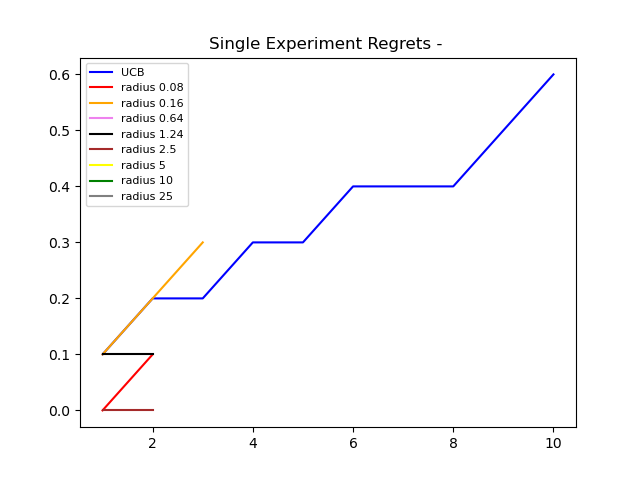 Single Experiment Regrets -
UCB
radius 0.08
radius 0.16
radius 0.64
radius 1.24
radius 2.5
radius 5
radius 10
radius 25
0.6
0.5
0.4
0.3
0.2
0.1
0.0
2 4 6 8 10